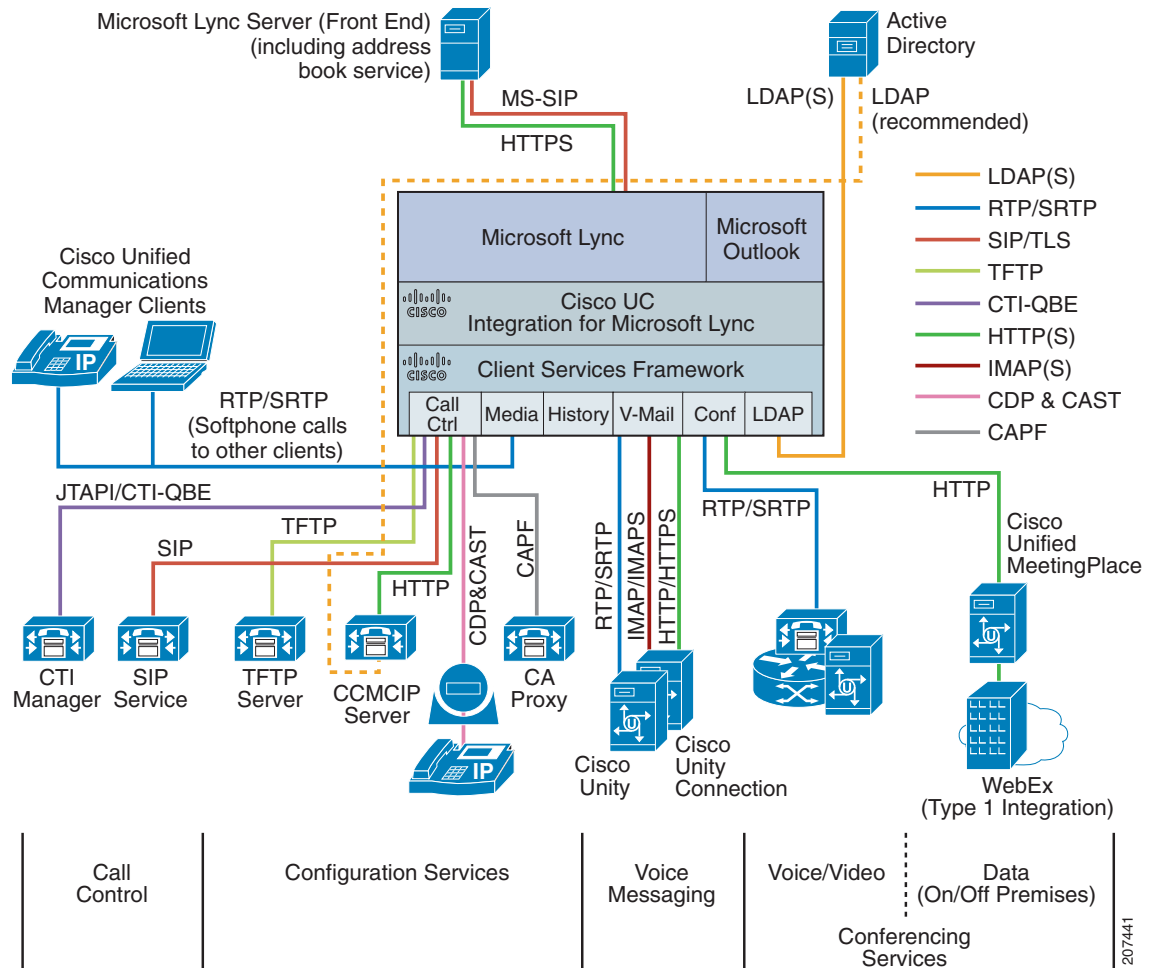 Microsoft Lync Server (Front End)
(including address
book service)
Active
Directory
MS-SIP
HTTPS
LDAP(S)
LDAP
(recommended)
LDAP(S)
RTP/SRTP
SIP/TLS
TFTP
CTI-QBE
HTTP(S)
IMAP(S)
CDP & CAST
CAPF
Microsoft Lync
Microsoft
Outlook
Cisco Unified
Communications
Manager Clients
IP
CISCO
Cisco UC
Integration for Microsoft Lync
CISCO
Client Services Framework
Call
Ctrl
Media
History
V-Mail
Conf
LDAP
RTP/SRTP
(Softphone calls
to other clients)
JTAPI/CTI-QBE
TFTP
SIP
HTTP
CDP&CAST
CAPF
RTP/SRTP
IMAP/IMAPS
HTTP/HTTPS
RTP/SRTP
HTTP
Cisco
Unified
MeetingPlace
U
CTI
Manager
SIP
Service
TFTP
Server
CCMCIP
Server
CA
Proxy
IP
U
U
Cisco
Unity
Cisco
Unity
Connection
U
WebEx
(Type 1 Integration)
Call
Control
Configuration Services
Voice
Messaging
Voice/Video
Data
(On/Off Premises)
Conferencing
Services
207441